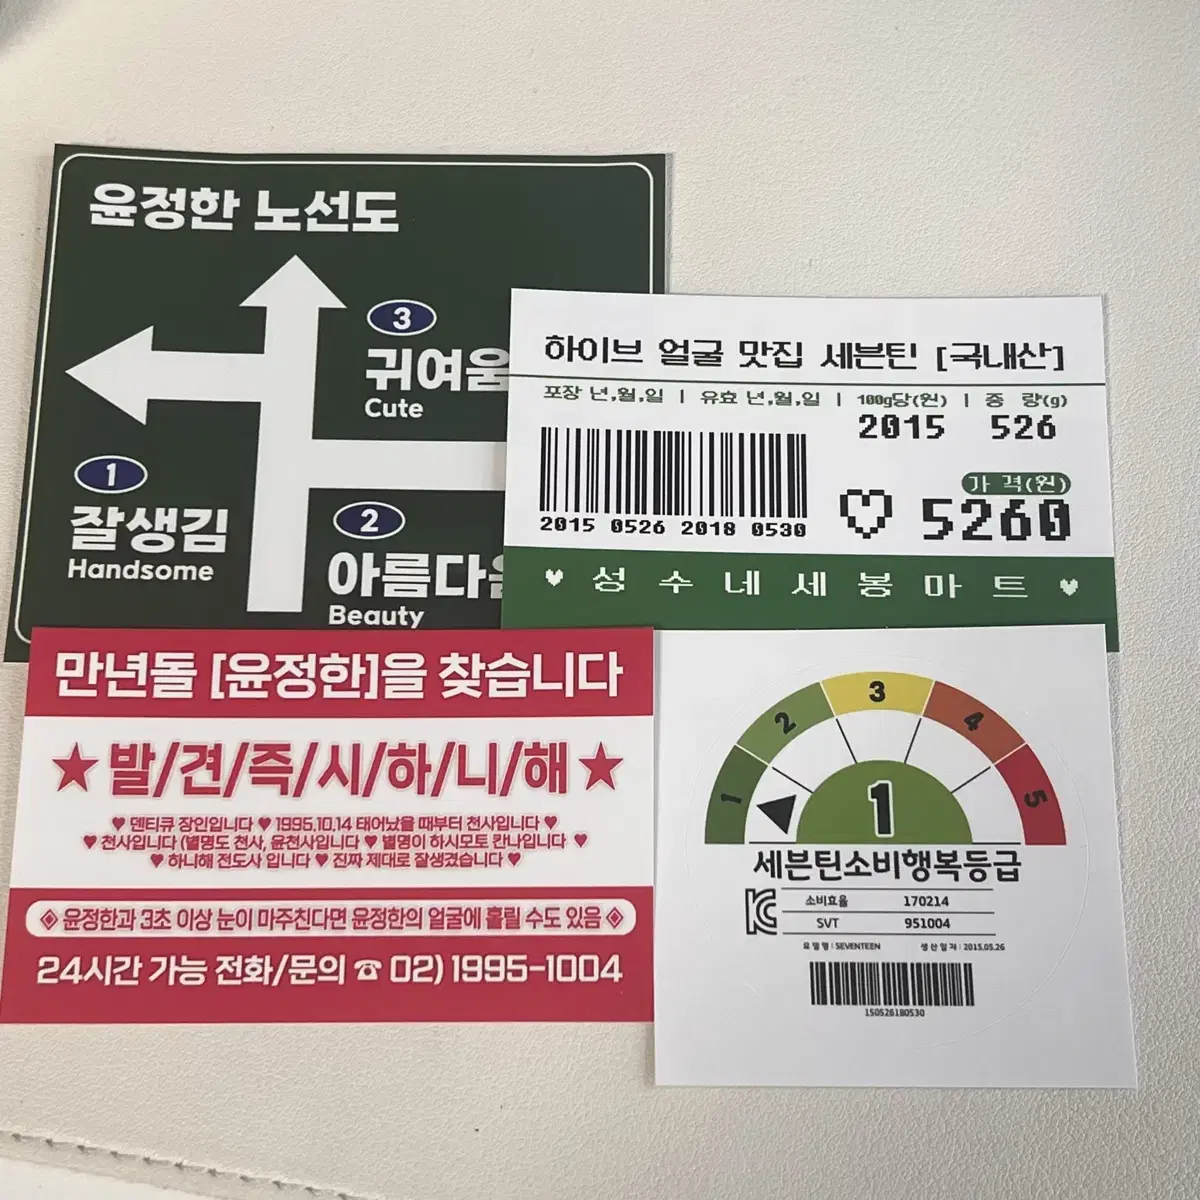 윤정한 노선도
3
귀여움
Cute
1
잘생김
Handsome
2
아름다움
Beauty
하이브 얼굴 맛집 세븐틴 [국내산]
포장 년,월,일 | 유효 년,월,일 | 100g당(원) | 중 량(g)
2015 526
가 격(원)
♡ 5260
2015 0526 2018 0530
♥ 성 수 네 세 봉 마 트 ♥
만년돌 [윤정한]을 찾습니다
★ 발/견/즉/시/하/니/해 ★
♥ 덴티큐 장인입니다 ♥ 1995.10.14 태어났을 때부터 천사입니다 ♥
♥ 천사입니다 (별명도 천사, 윤천사입니다 ♥ 별명이 하시모토 칸나입니다 ♥
♥ 하니해 전도사 입니다 ♥ 진짜 제대로 잘생겼습니다 ♥
◈ 윤정한과 3초 이상 눈이 마주친다면 윤정한의 얼굴에 홀릴 수도 있음 ◈
24시간 가능 전화/문의 ☎ 02) 1995-1004
1 2 3 4 5
1
세븐틴소비행복등급
소비효율 170214
SVT 951004
모델명 : SEVENTEEN 생산일자 : 2015.05.26
150526180530